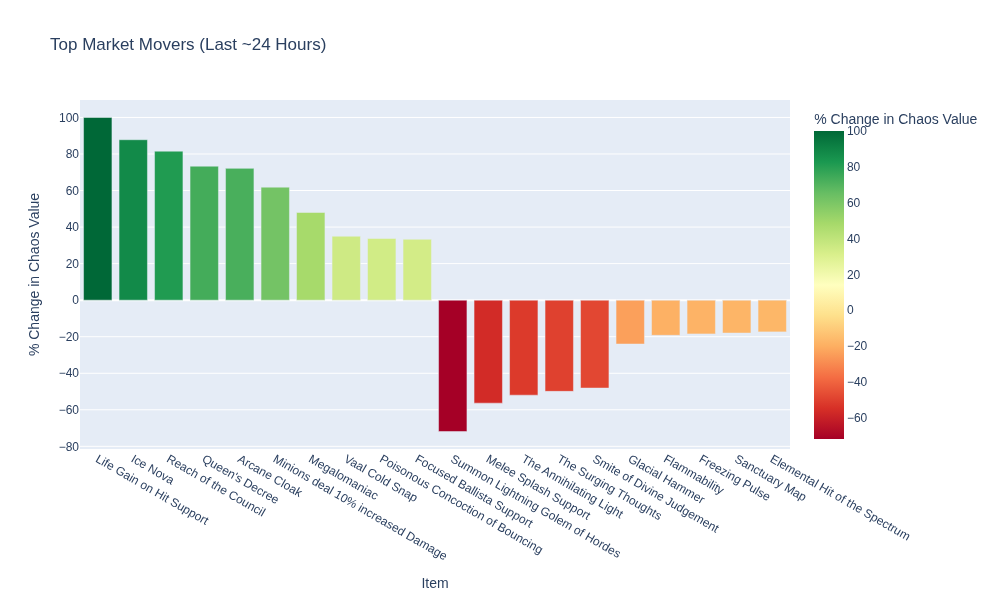 Top Market Movers (Last ~24 Hours)
% Change in Chaos Value
100
80
60
40
20
0
−20
−40
−60
−80
Life Gain on Hit Support
Ice Nova
Reach of the Council
Queen's Decree
Arcane Cloak
Minions deal 10% increased Damage
Megalomaniac
Vaal Cold Snap
Poisonous Concoction of Bouncing
Focused Ballista Support
Summon Lightning Golem of Hordes
Melee Splash Support
The Annihilating Light
The Surging Thoughts
Smite of Divine Judgement
Glacial Hammer
Flammability
Freezing Pulse
Sanctuary Map
Elemental Hit of the Spectrum
Item
% Change in Chaos Value
100
80
60
40
20
0
−20
−40
−60